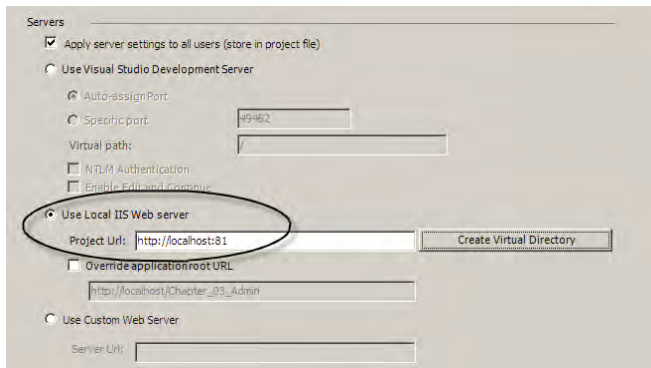 Servers
Apply server settings to all users (store in project file)
Use Visual Studio Development Server
Auto-assign Port
Specific port
49462
Virtual path:
/
NTLM Authentication
Enable Edit and Continue
Use Local IIS Web server
Project Url: http://localhost:81
Create Virtual Directory
Override application root URL
http://localhost/Chapter_03_Admin
Use Custom Web Server
Server Url: